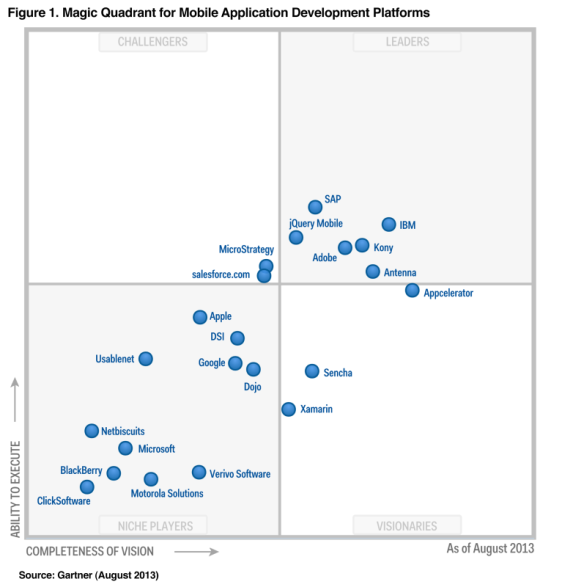 Figure 1. Magic Quadrant for Mobile Application Development Platforms
CHALLENGERS
LEADERS
SAP
jQuery Mobile
IBM
Kony
Adobe
MicroStrategy
salesforce.com
Antenna
Appcelerator
Apple
DSI
Usablenet
Google
Dojo
Sencha
Xamarin
Netbiscuits
Microsoft
BlackBerry
Verivo Software
Motorola Solutions
ClickSoftware
NICHE PLAYERS
VISIONARIES
ABILITY TO EXECUTE
COMPLETENESS OF VISION
As of August 2013
Source: Gartner (August 2013)